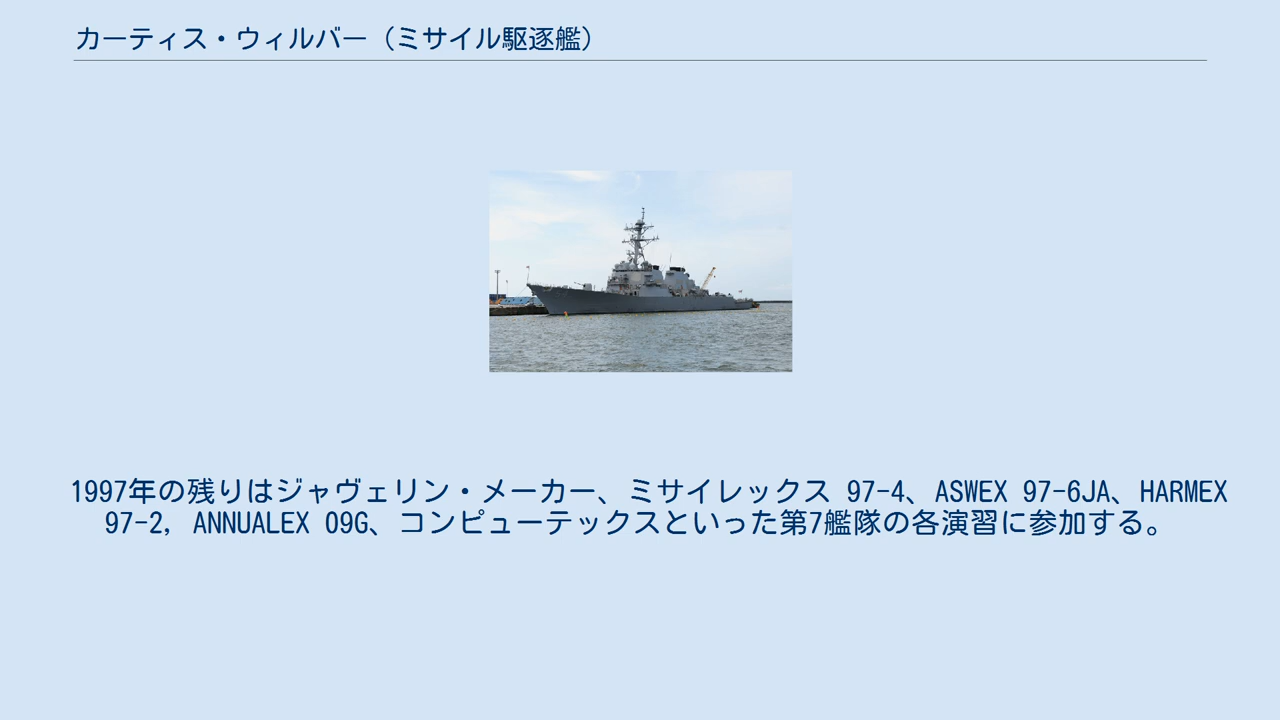 カーティス・ウィルバー（ミサイル駆逐艦）
1997年の残りはジャヴェリン・メーカー、ミサイレックス 97-4、ASWEX 97-6JA、HARMEX
97-2, ANNUALEX 09G、コンピューテックスといった第7艦隊の各演習に参加する。